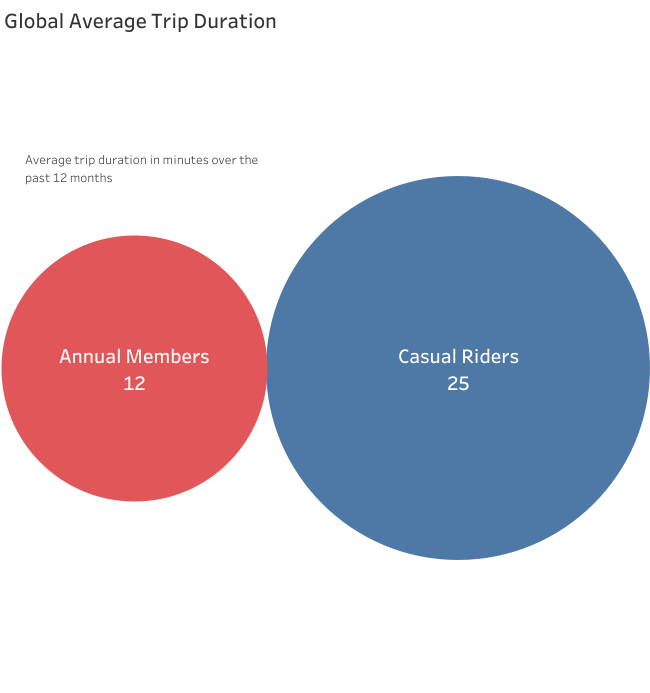 Global Average Trip Duration
Average trip duration in minutes over the
past 12 months
Annual Members
12
Casual Riders
25